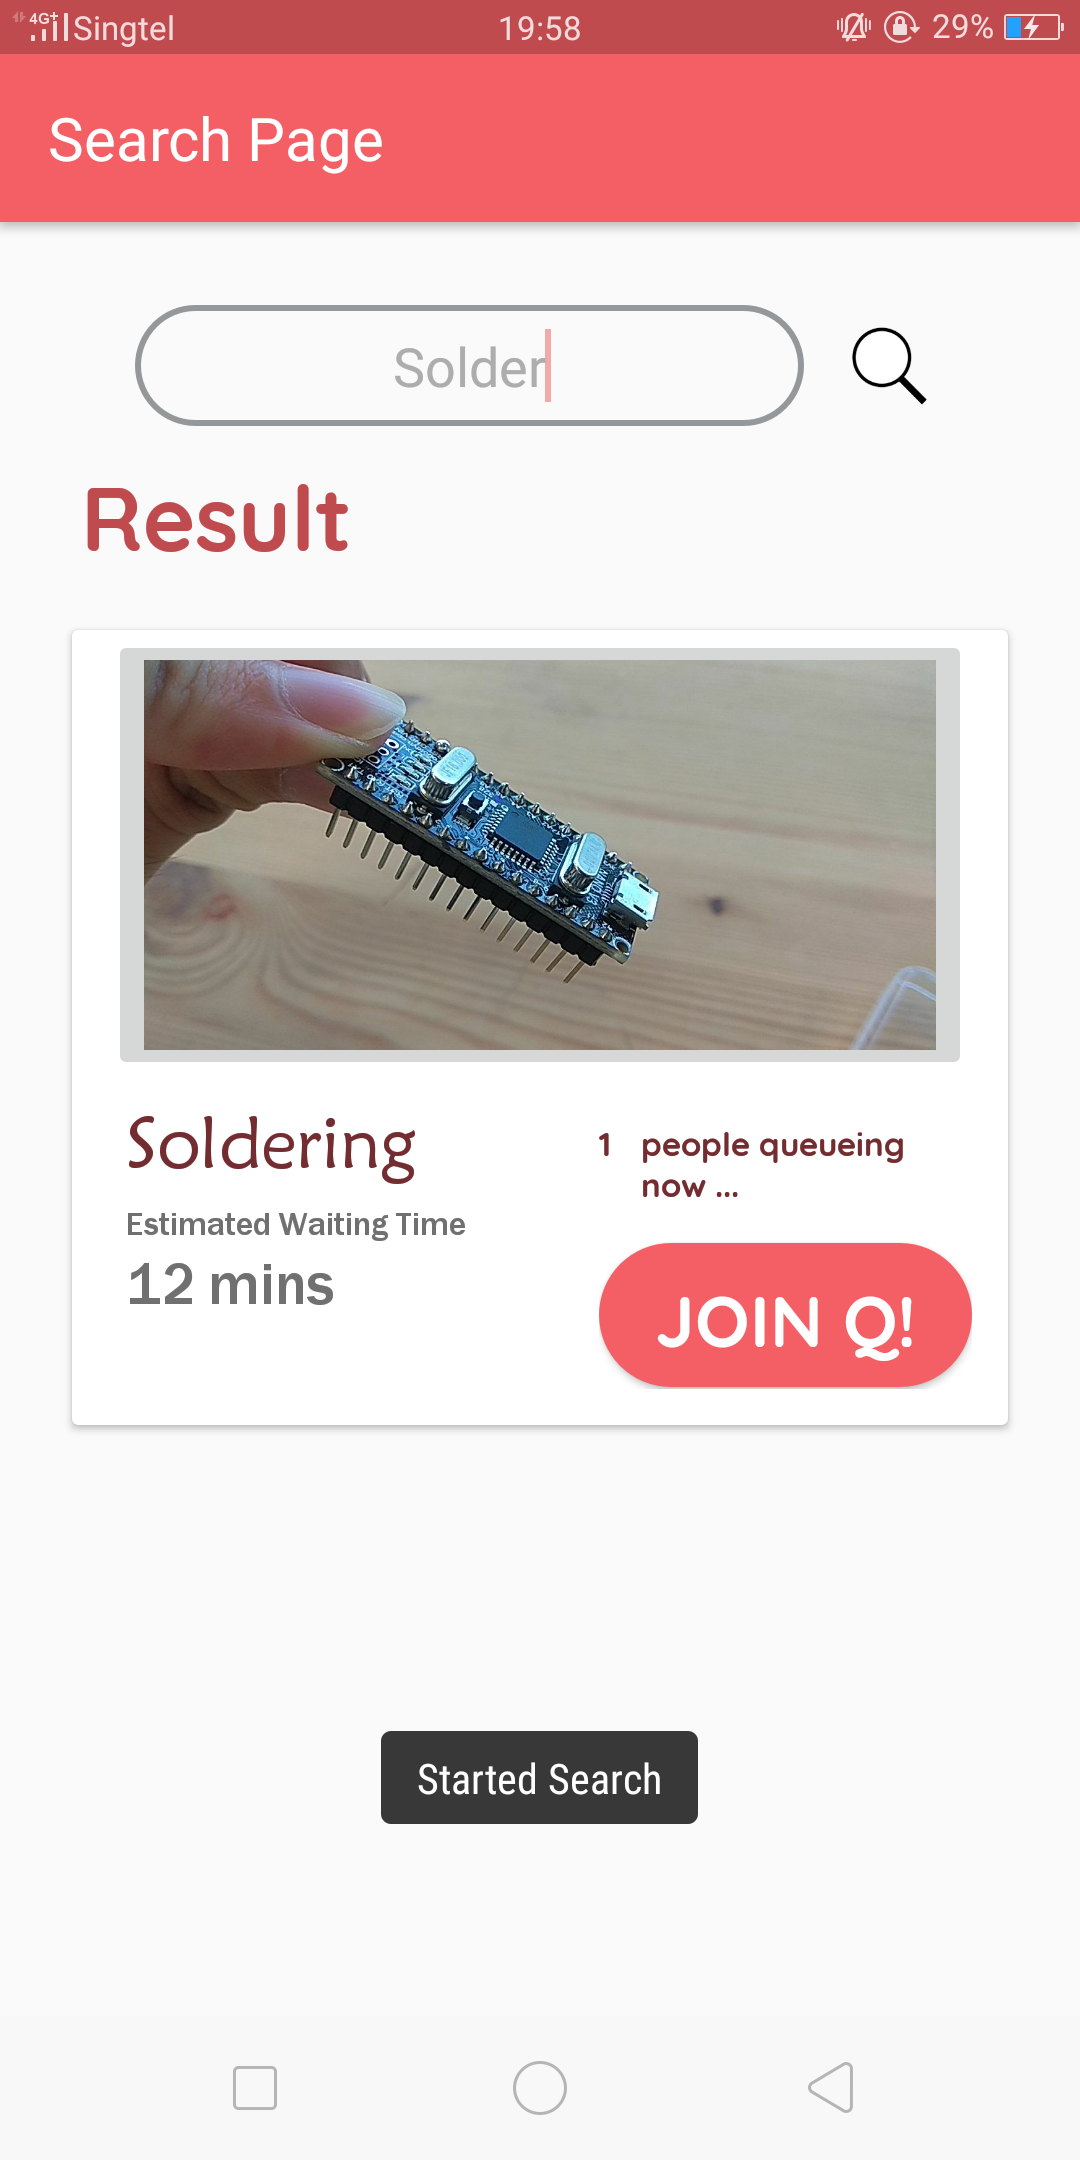 4G+ Singtel 19:58 29%
Search Page
Solder
Result
Soldering
1 people queueing
now ...
Estimated Waiting Time
12 mins
JOIN Q!
Started Search